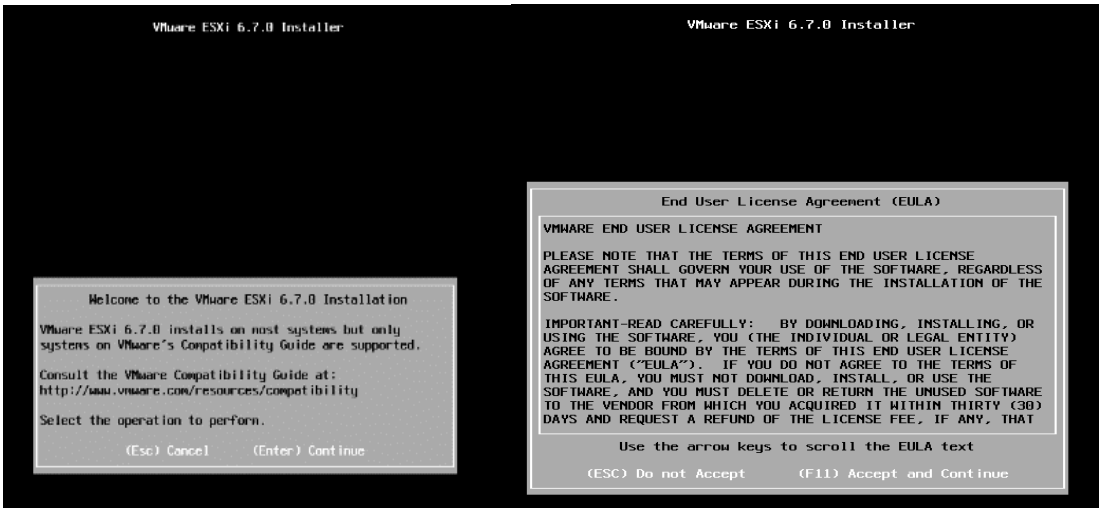 VMware ESXi 6.7.0 Installer
Welcome to the VMware ESXi 6.7.0 Installation
VMware ESXi 6.7.0 installs on most systems but only
systems on VMware's Compatibility Guide are supported.
Consult the VMware Compatibility Guide at:
http://www.vmware.com/resources/compatibility
Select the operation to perform.
(Esc) Cancel (Enter) Continue
VMware ESXi 6.7.0 Installer
End User License Agreement (EULA)
VMWARE END USER LICENSE AGREEMENT
PLEASE NOTE THAT THE TERMS OF THIS END USER LICENSE
AGREEMENT SHALL GOVERN YOUR USE OF THE SOFTWARE, REGARDLESS
OF ANY TERMS THAT MAY APPEAR DURING THE INSTALLATION OF THE
SOFTWARE.
IMPORTANT-READ CAREFULLY: BY DOWNLOADING, INSTALLING, OR
USING THE SOFTWARE, YOU (THE INDIVIDUAL OR LEGAL ENTITY)
AGREE TO BE BOUND BY THE TERMS OF THIS END USER LICENSE
AGREEMENT ("EULA"). IF YOU DO NOT AGREE TO THE TERMS OF
THIS EULA, YOU MUST NOT DOWNLOAD, INSTALL, OR USE THE
SOFTWARE, AND YOU MUST DELETE OR RETURN THE UNUSED SOFTWARE
TO THE VENDOR FROM WHICH YOU ACQUIRED IT WITHIN THIRTY (30)
DAYS AND REQUEST A REFUND OF THE LICENSE FEE, IF ANY, THAT
Use the arrow keys to scroll the EULA text
(ESC) Do not Accept (F11) Accept and Continue